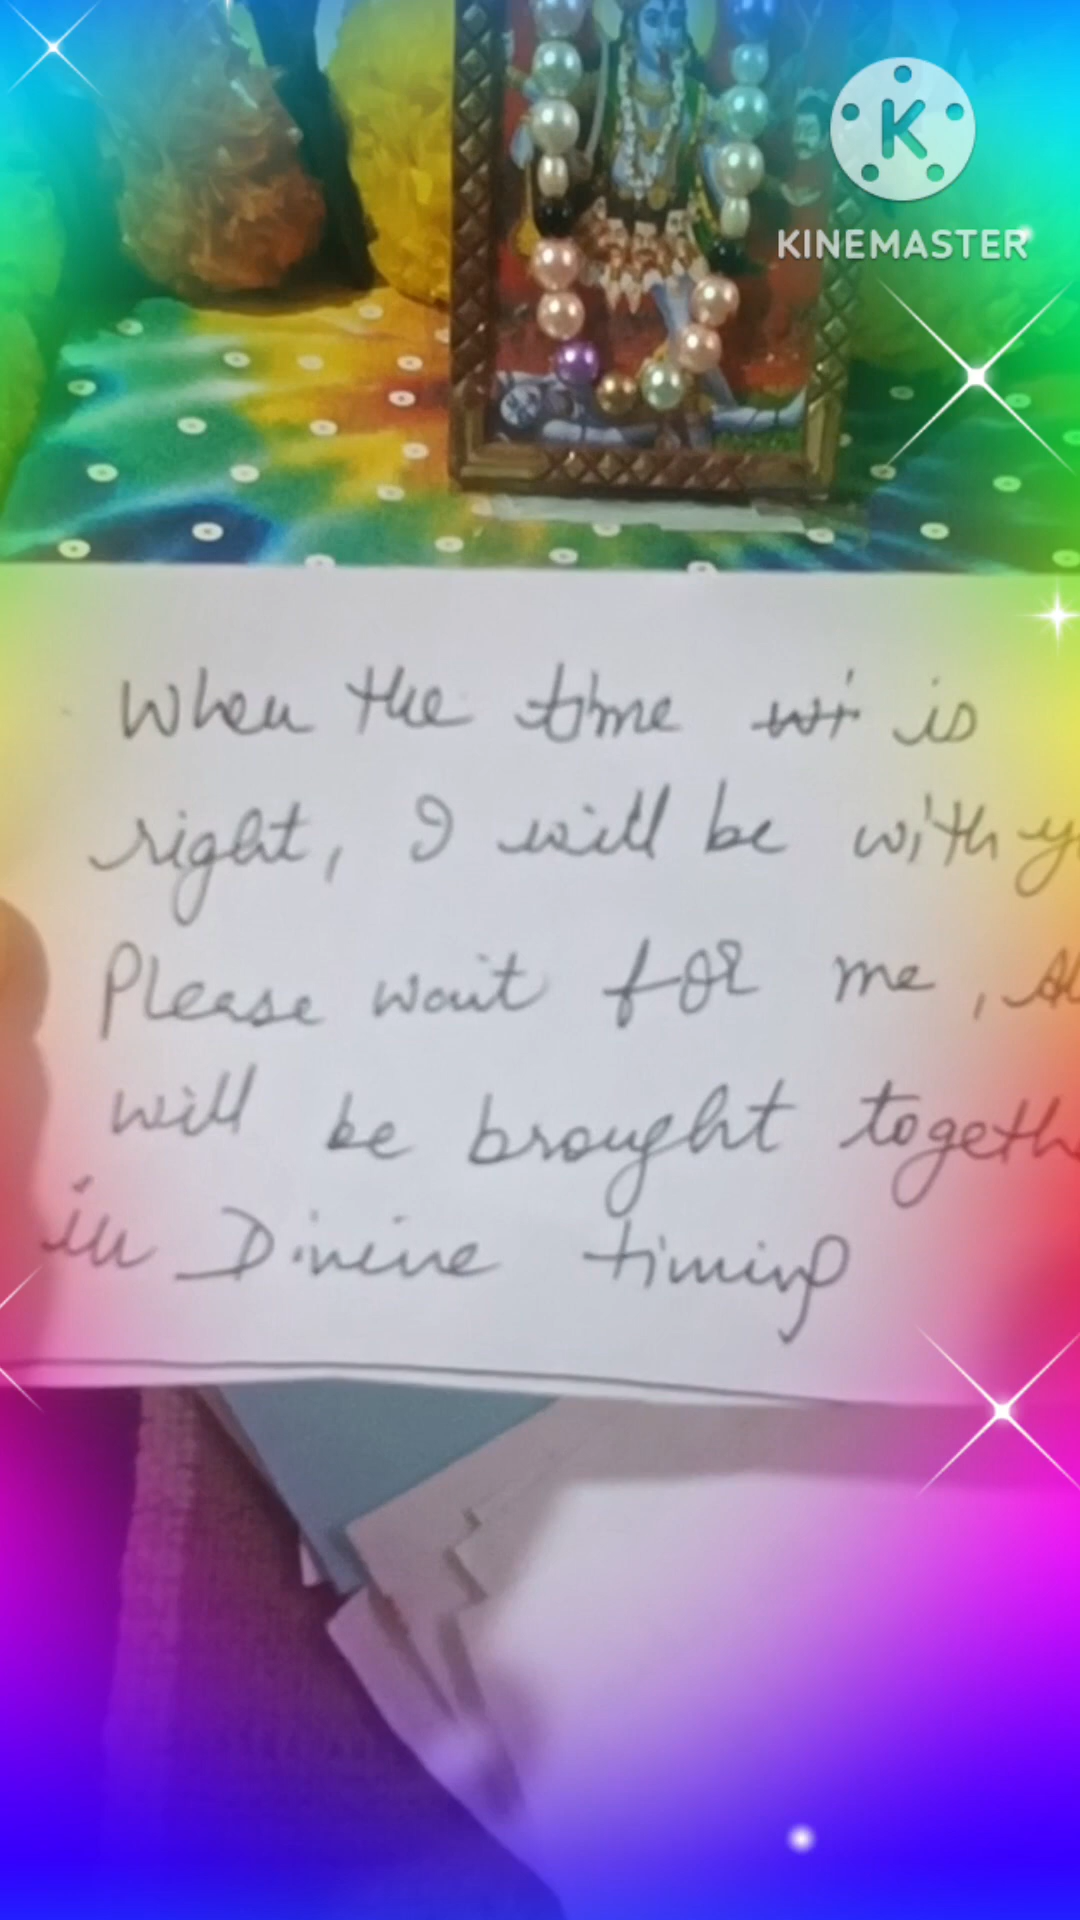 KINEMASTER
When the time is
right, I will be with
Please wait for me,
will be brought
in Divine timing